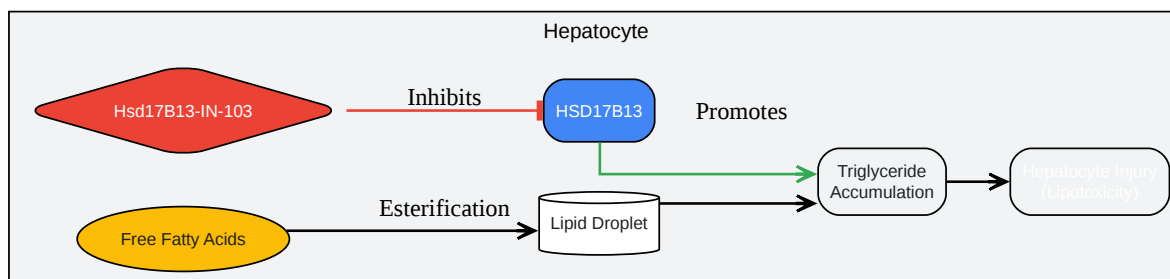 Hepatocyte
Hsd17B13-IN-103
Inhibits
HSD17B13
Promotes
Triglyceride
Accumulation
Hepatocyte Injury
(Lipotoxicity)
Esterification
Free Fatty Acids
Lipid Droplet